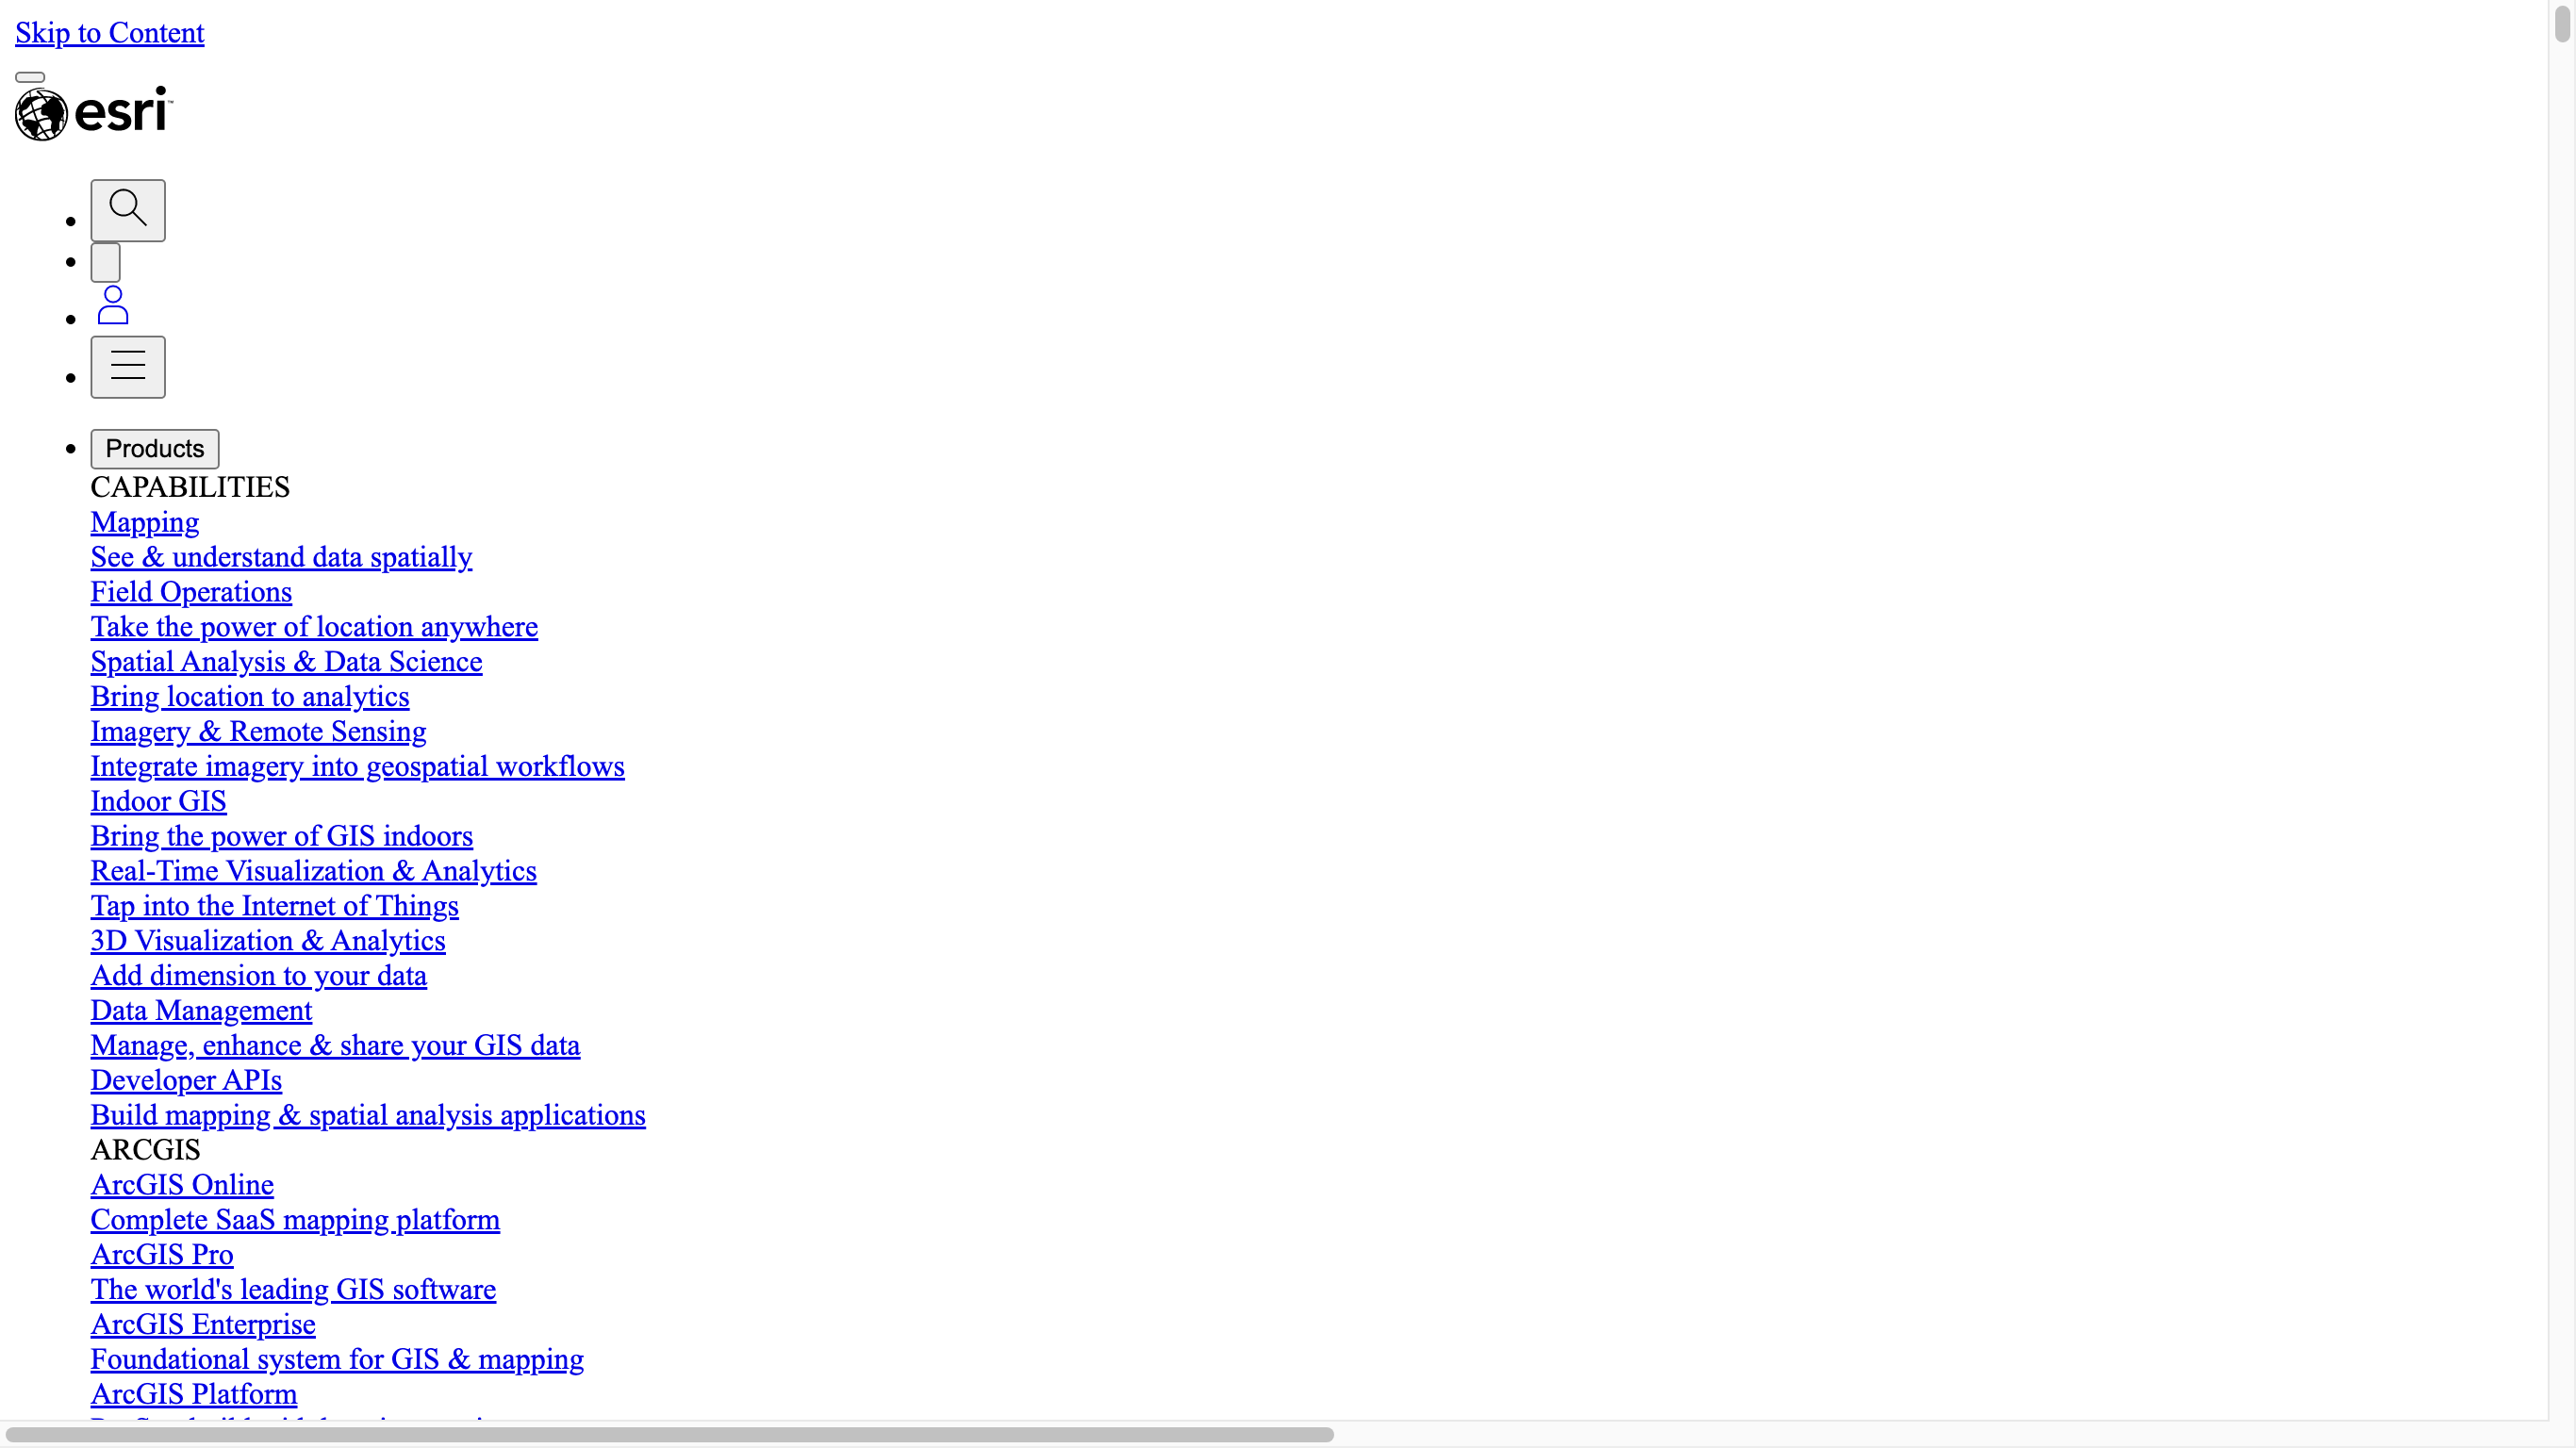 Skip to Content
esri
Products
CAPABILITIES
Mapping
See & understand data spatially
Field Operations
Take the power of location anywhere
Spatial Analysis & Data Science
Bring location to analytics
Imagery & Remote Sensing
Integrate imagery into geospatial workflows
Indoor GIS
Bring the power of GIS indoors
Real-Time Visualization & Analytics
Tap into the Internet of Things
3D Visualization & Analytics
Add dimension to your data
Data Management
Manage, enhance & share your GIS data
Developer APIs
Build mapping & spatial analysis applications
ARCGIS
ArcGIS Online
Complete SaaS mapping platform
ArcGIS Pro
The world's leading GIS software
ArcGIS Enterprise
Foundational system for GIS & mapping
ArcGIS Platform